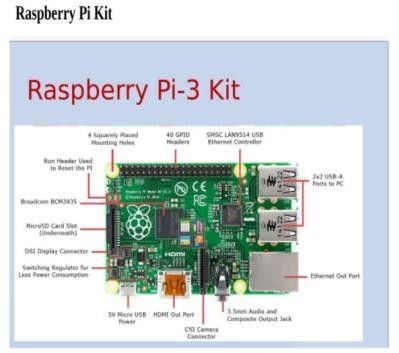 Raspberry Pi Kit
Raspberry Pi-3 Kit
4 Squarely Placed
Mounting Holes
40 GPIO
Headers
SMSC LAN9514 USB
Ethernet Controller
Run Header Used
to Reset the PI
2x2 USB-A
Ports to PC
Broadcom BCM2835
MicroSD Card Slot
(Underneath)
DSI Display Connector
Switching Regulator for
Less Power Consumption
HDMI
Ethernet Out Port
5V Micro USB
Power
HDMI Out Port
3.5mm Audio and
Composite Output Jack
CSI Camera
Connector